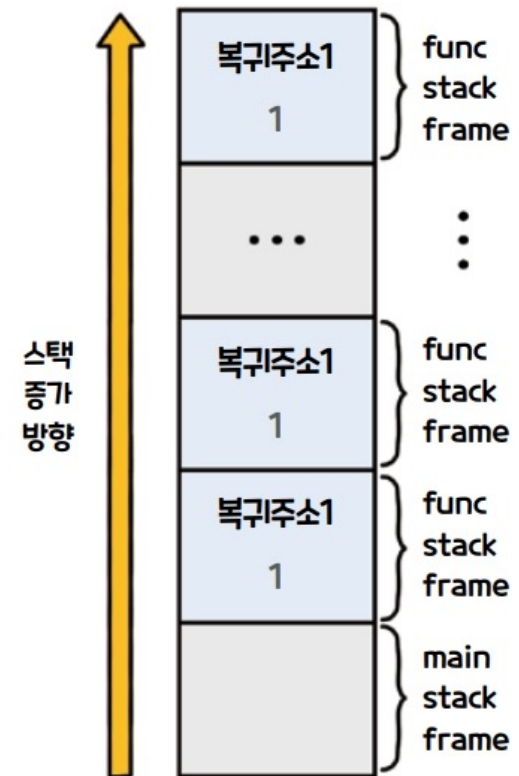 복귀주소1
1
func
stack
frame
...
스택
증가
방향
복귀주소1
1
func
stack
frame
복귀주소1
1
func
stack
frame
main
stack
frame